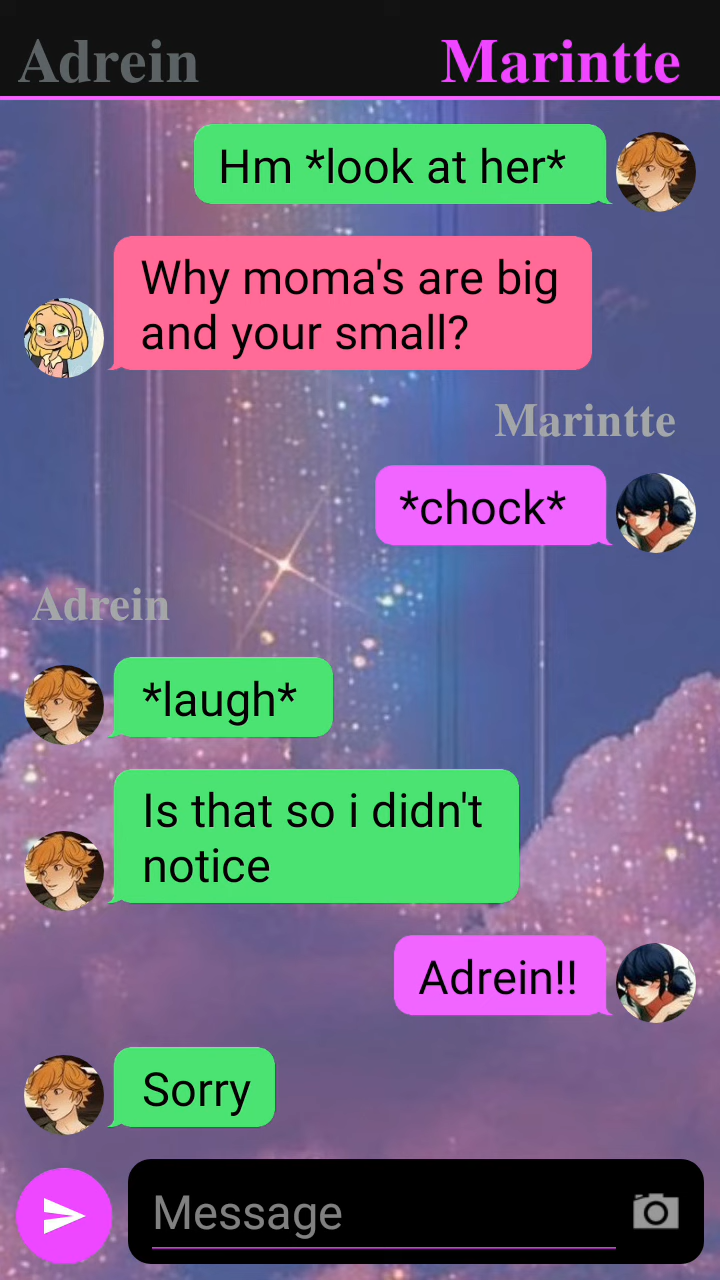 Adrein Marintte
Hm *look at her*
Why moma's are big
and your small?
Marintte
*chock*
Adrein
*laugh*
Is that so i didn't
notice
Adrein!!
Sorry
Message